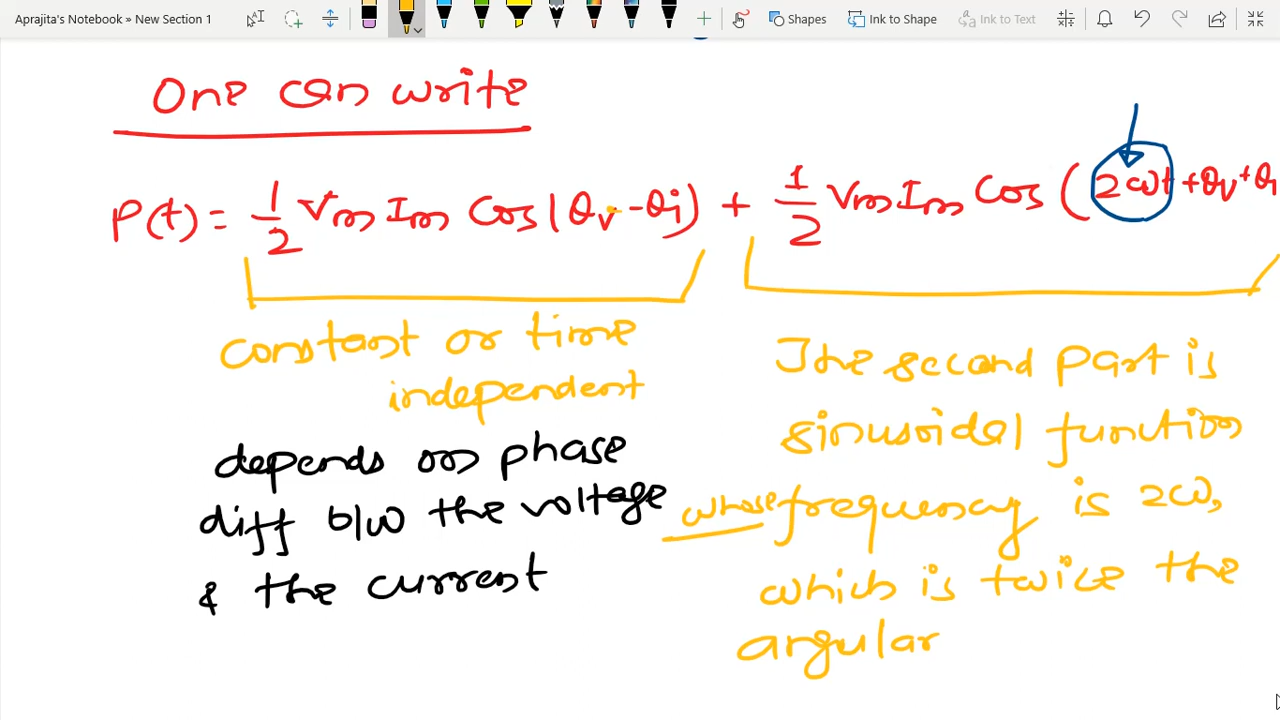 Aprajita's Notebook » New Section 1
Shapes
Ink to Shape
Ink to Text
One can write
P(t) = 1/2 Vm Im Cos(θv - θi) + 1/2 Vm Im Cos (2ωt + θv + θi
constant or time
independent
depends on phase
diff b/w the voltage
& the current
The second part is
sinusoidal function
whose frequency is 2ω,
which is twice the
angular